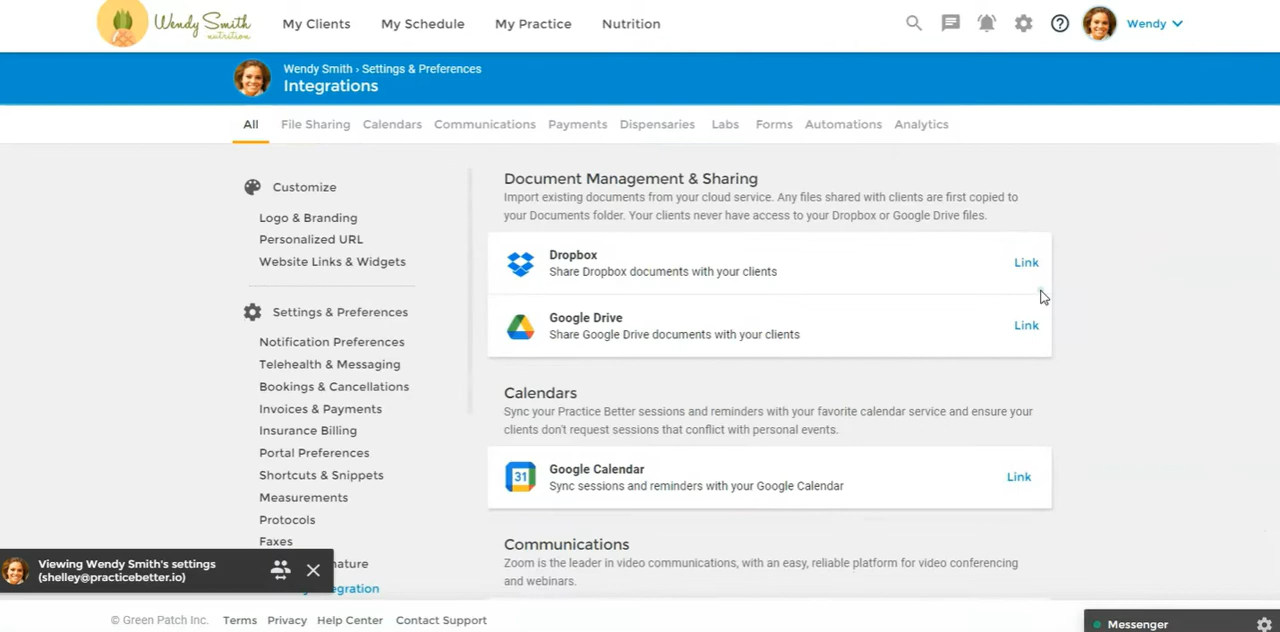 Wendy Smith
nutrition
My Clients
My Schedule
My Practice
Nutrition
Wendy
Wendy Smith › Settings & Preferences
Integrations
All
File Sharing
Calendars
Communications
Payments
Dispensaries
Labs
Forms
Automations
Analytics
Customize
Logo & Branding
Personalized URL
Website Links & Widgets
Settings & Preferences
Notification Preferences
Telehealth & Messaging
Bookings & Cancellations
Invoices & Payments
Insurance Billing
Portal Preferences
Shortcuts & Snippets
Measurements
Protocols
Faxes
Document Management & Sharing
Import existing documents from your cloud service. Any files shared with clients are first copied to
your Documents folder. Your clients never have access to your Dropbox or Google Drive files.
Dropbox
Share Dropbox documents with your clients
Link
Google Drive
Share Google Drive documents with your clients
Link
Calendars
Sync your Practice Better sessions and reminders with your favorite calendar service and ensure your
clients don't request sessions that conflict with personal events.
31
Google Calendar
Sync sessions and reminders with your Google Calendar
Link
Communications
Zoom is the leader in video communications, with an easy, reliable platform for video conferencing
and webinars.
Viewing Wendy Smith's settings
(shelley@practicebetter.io)
© Green Patch Inc.
Terms
Privacy
Help Center
Contact Support
Messenger